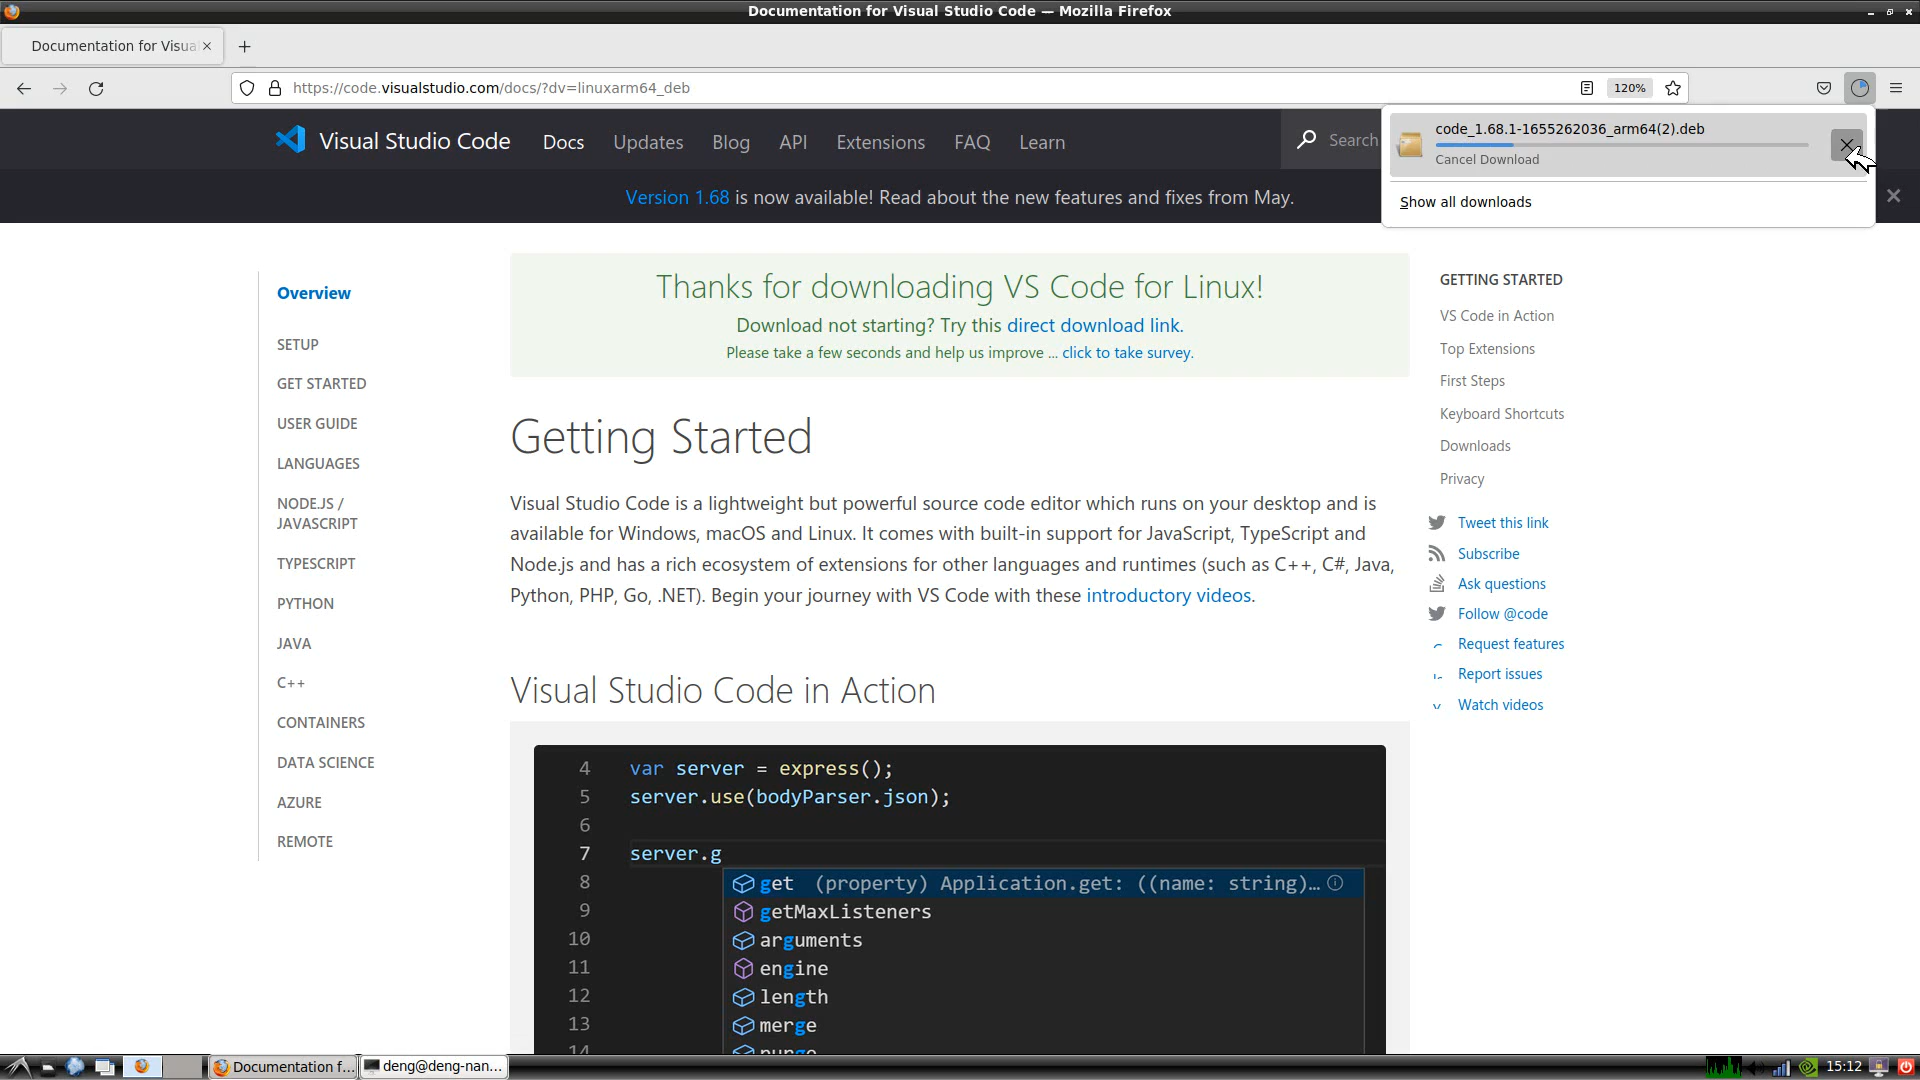 Documentation for Visual Studio Code — Mozilla Firefox
Documentation for Visua
https://code.visualstudio.com/docs/?dv=linuxarm64_deb
120%
Visual Studio Code
Docs
Updates
Blog
API
Extensions
FAQ
Learn
Search
code_1.68.1-1655262036_arm64(2).deb
Cancel Download
Show all downloads
Version 1.68 is now available! Read about the new features and fixes from May.
Thanks for downloading VS Code for Linux!
Download not starting? Try this direct download link.
Please take a few seconds and help us improve ... click to take survey.
Overview
SETUP
GET STARTED
USER GUIDE
LANGUAGES
NODE.JS /
JAVASCRIPT
TYPESCRIPT
PYTHON
JAVA
C++
CONTAINERS
DATA SCIENCE
AZURE
REMOTE
Getting Started
Visual Studio Code is a lightweight but powerful source code editor which runs on your desktop and is
available for Windows, macOS and Linux. It comes with built-in support for JavaScript, TypeScript and
Node.js and has a rich ecosystem of extensions for other languages and runtimes (such as C++, C#, Java,
Python, PHP, Go, .NET). Begin your journey with VS Code with these introductory videos.
Visual Studio Code in Action
4 var server = express();
5 server.use(bodyParser.json);
6
7 server.g
8 get (property) Application.get: ((name: string)…
9 getMaxListeners
10 arguments
11 engine
12 length
13 merge
14 purge
GETTING STARTED
VS Code in Action
Top Extensions
First Steps
Keyboard Shortcuts
Downloads
Privacy
Tweet this link
Subscribe
Ask questions
Follow @code
Request features
Report issues
Watch videos
Documentation f...
deng@deng-nan...
15:12